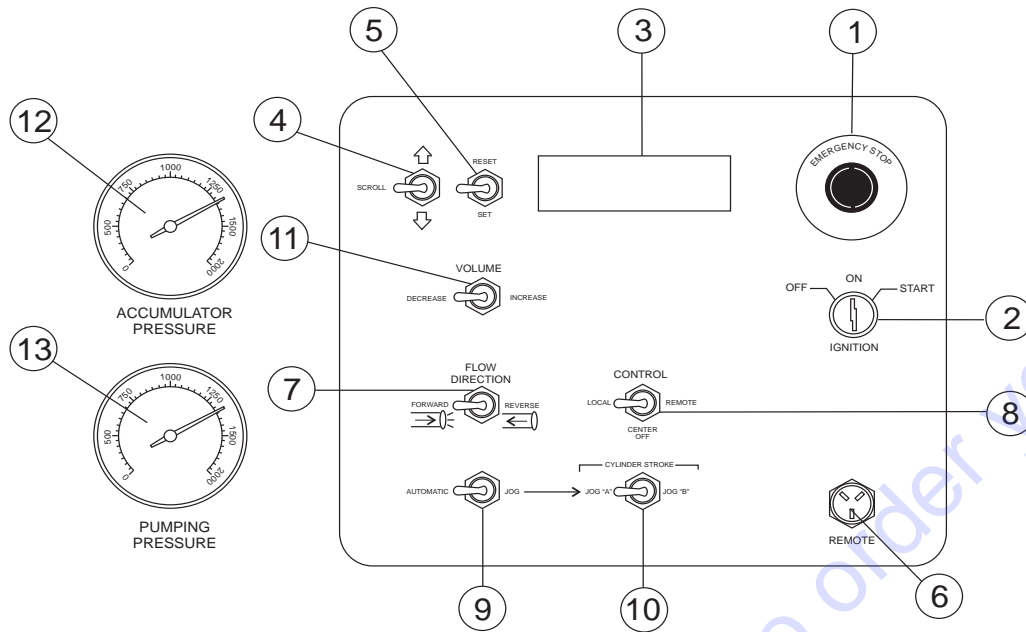 5
3
1
12
4
11
13
7
2
8
9
10
6
0
500
750
1000
1250
1500
2000
ACCUMULATOR
PRESSURE
0
500
750
1000
1250
1500
2000
PUMPING
PRESSURE
SCROLL
RESET
SET
EMERGENCY STOP
VOLUME
DECREASE
INCREASE
OFF
ON
START
IGNITION
FLOW
DIRECTION
FORWARD
REVERSE
CONTROL
LOCAL
REMOTE
CENTER
OFF
AUTOMATIC
JOG
CYLINDER STROKE
JOG "A"
JOG "B"
REMOTE
o order